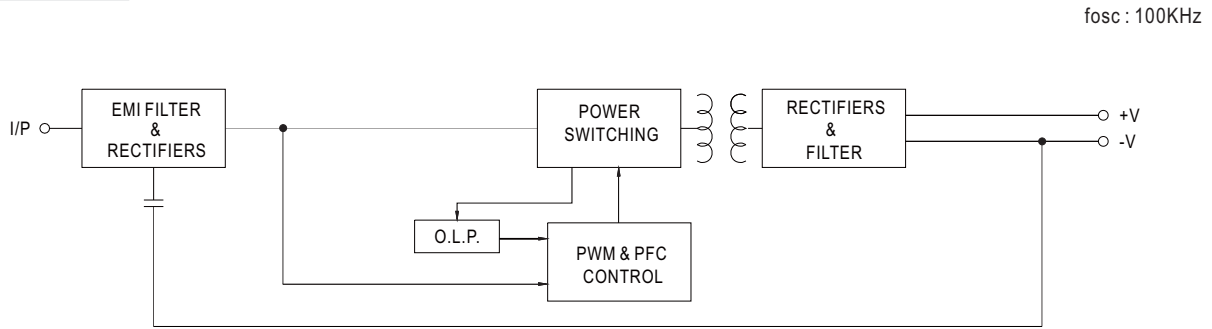 fosc : 100KHz
I/P
EMI FILTER
&
RECTIFIERS
POWER
SWITCHING
RECTIFIERS
&
FILTER
+V
-V
O.L.P.
PWM & PFC
CONTROL